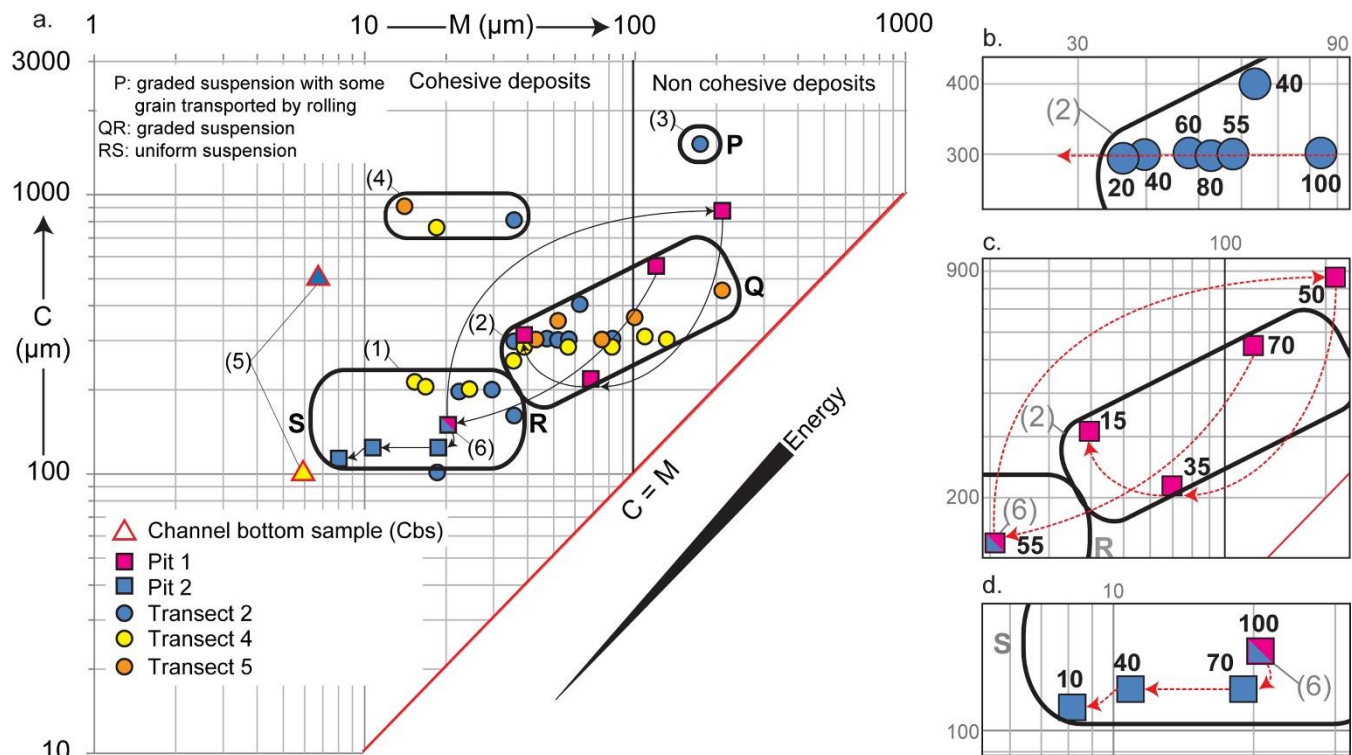 a.
1 10 M (µm) 100 1000
3000
P: graded suspension with some
grain transported by rolling
QR: graded suspension
RS: uniform suspension
Cohesive deposits
Non cohesive deposits
(3)
P
1000
(4)
C
(µm)
(5)
(2)
Q
(1)
S
R
(6)
100
C = M
Energy
Channel bottom sample (Cbs)
Pit 1
Pit 2
Transect 2
Transect 4
Transect 5
10
b.
30 90
400
40
(2)
60 55
300
20 40 80 100
c.
100
900
50
70
(2)
15
35
200
(6)
55
R
d.
10
S
100
10 40 70
(6)
100